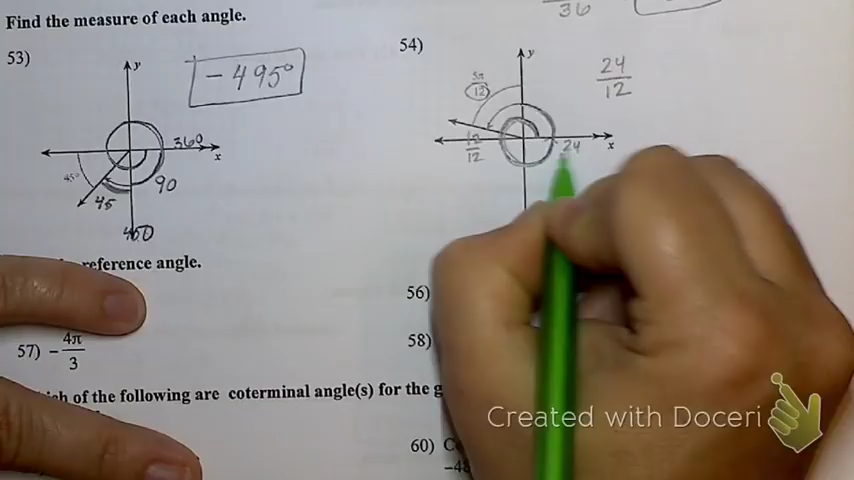 36
Find the measure of each angle.
53)
y
- 495°
360
x
45°
90
45
450
54)
y
5π
12
24
12
12
12
24
x
reference angle.
56)
57) - 4π
3
58)
ich of the following are coterminal angle(s) for the g
60) C
-48
Created with Doceri